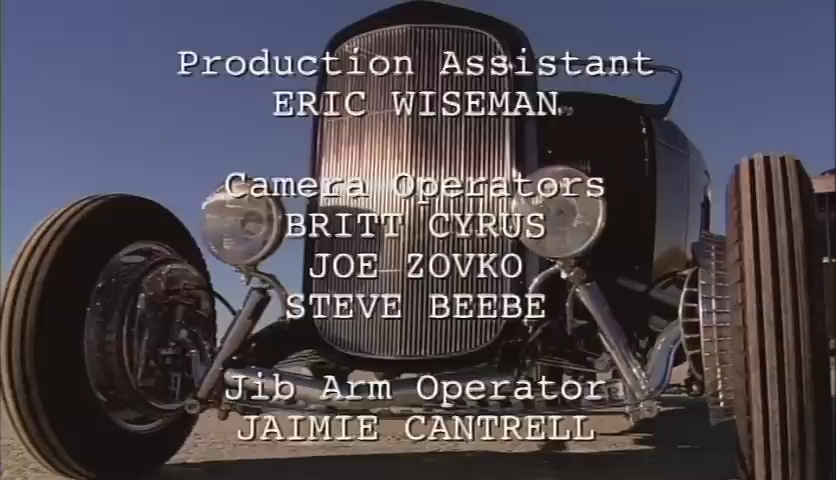 Production Assistant
ERIC WISEMAN
Camera Operators
BRITT CYRUS
JOE ZOVKO
STEVE BEEBE
Jib Arm Operator
JAIMIE CANTRELL